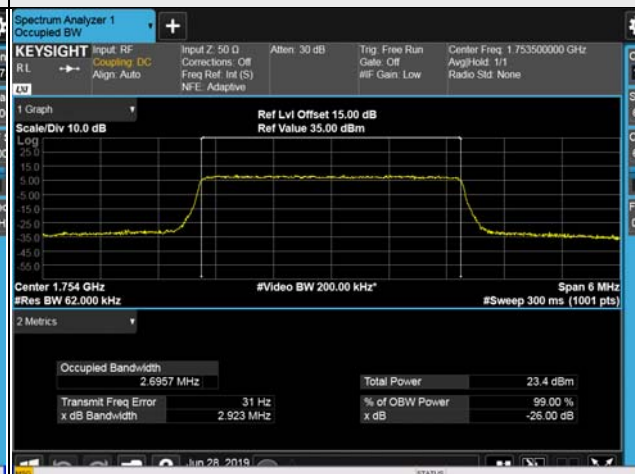 Spectrum Analyzer 1
Occupied BW
KEYSIGHT
RL
LXI
Input: RF
Coupling: DC
Align: Auto
Input Z: 50 Ω
Corrections: Off
Freq Ref: Int (S)
NFE: Adaptive
Atten: 30 dB
Trig: Free Run
Gate: Off
#IF Gain: Low
Center Freq: 1.753500000 GHz
Avg|Hold: 1/1
Radio Std: None
1 Graph
Scale/Div 10.0 dB
Ref Lvl Offset 15.00 dB
Ref Value 35.00 dBm
Log
25.0
15.0
5.00
-5.00
-15.0
-25.0
-35.0
-45.0
-55.0
Center 1.754 GHz
#Video BW 200.00 kHz*
Span 6 MHz
#Res BW 62.000 kHz
#Sweep 300 ms (1001 pts)
2 Metrics
Occupied Bandwidth
2.6957 MHz
Total Power 23.4 dBm
Transmit Freq Error 31 Hz
% of OBW Power 99.00 %
x dB Bandwidth 2.923 MHz
x dB -26.00 dB
Jun 28, 2019
MSG
STATUS